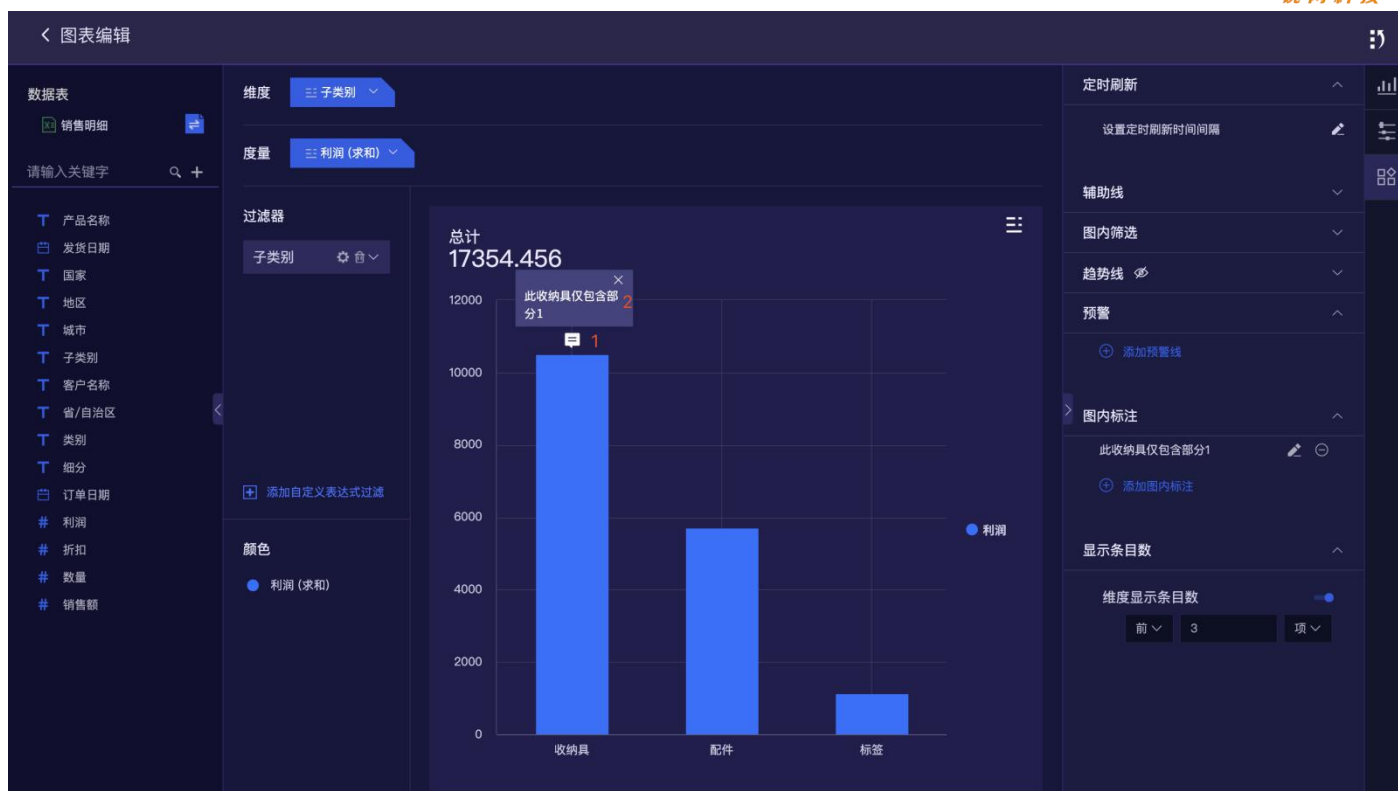 图表编辑
数据表
销售明细
请输入关键字
产品名称
发货日期
国家
地区
城市
子类别
客户名称
省/自治区
类别
细分
订单日期
利润
折扣
数量
销售额
维度
子类别
度量
利润 (求和)
过滤器
子类别
添加自定义表达式过滤
颜色
利润 (求和)
总计
17354.456
此收纳具仅包含部
分1
2
1
12000
10000
8000
6000
4000
2000
0
收纳具
配件
标签
利润
定时刷新
设置定时刷新时间间隔
辅助线
图内筛选
趋势线
预警
添加预警线
图内标注
此收纳具仅包含部分1
添加图内标注
显示条目数
维度显示条目数
前 3 项